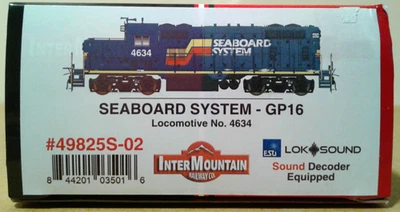 SEABOARD
SYSTEM
4634
SEABOARD SYSTEM - GP16
Locomotive No. 4634
#49825S-02
8 44201 03501 6
INTERMOUNTAIN
RAILWAY CO.
ESU
LOKSOUND
Sound Decoder
Equipped